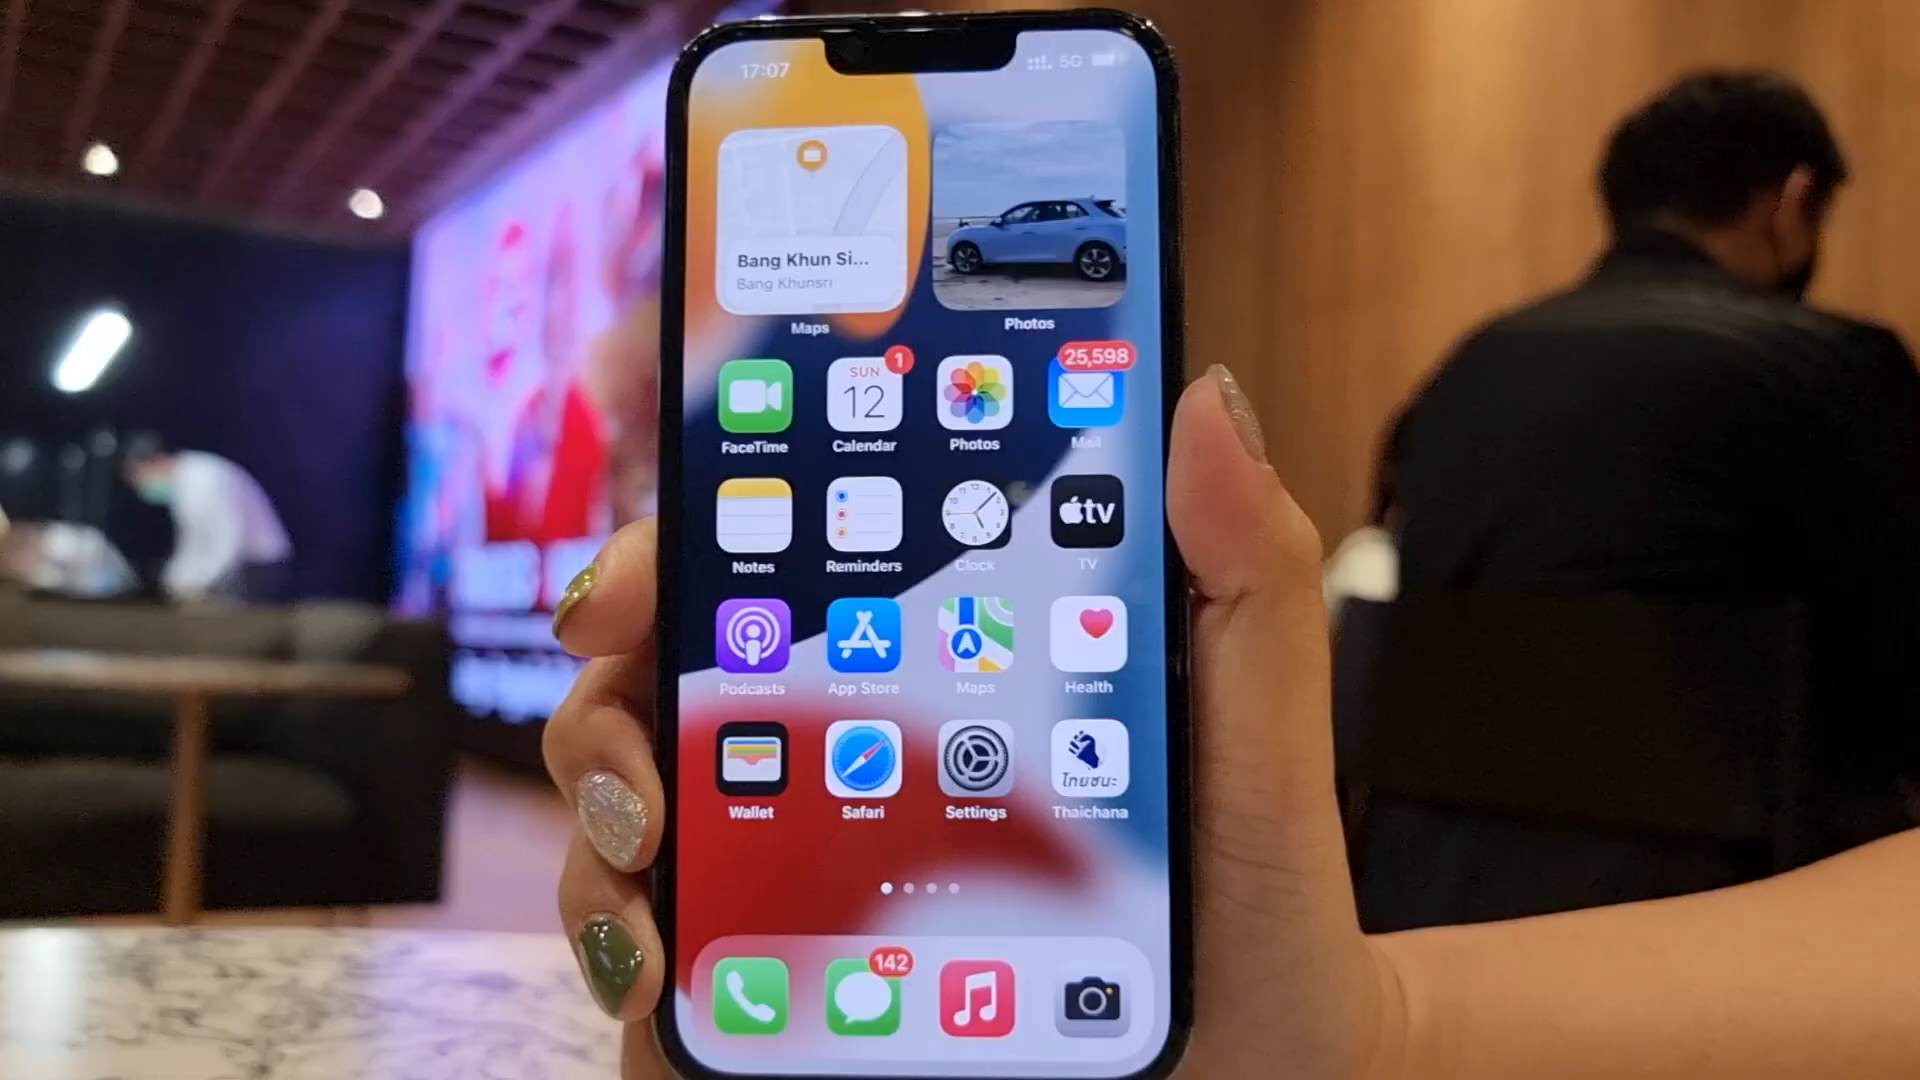 17:07
5G
Bang Khun Si...
Bang Khunsri
Maps
Photos
1
25,598
SUN
12
FaceTime
Calendar
Photos
Mail
tv
Notes
Reminders
Clock
TV
Podcasts
App Store
Maps
Health
ไทยชนะ
Wallet
Safari
Settings
Thaichana
142